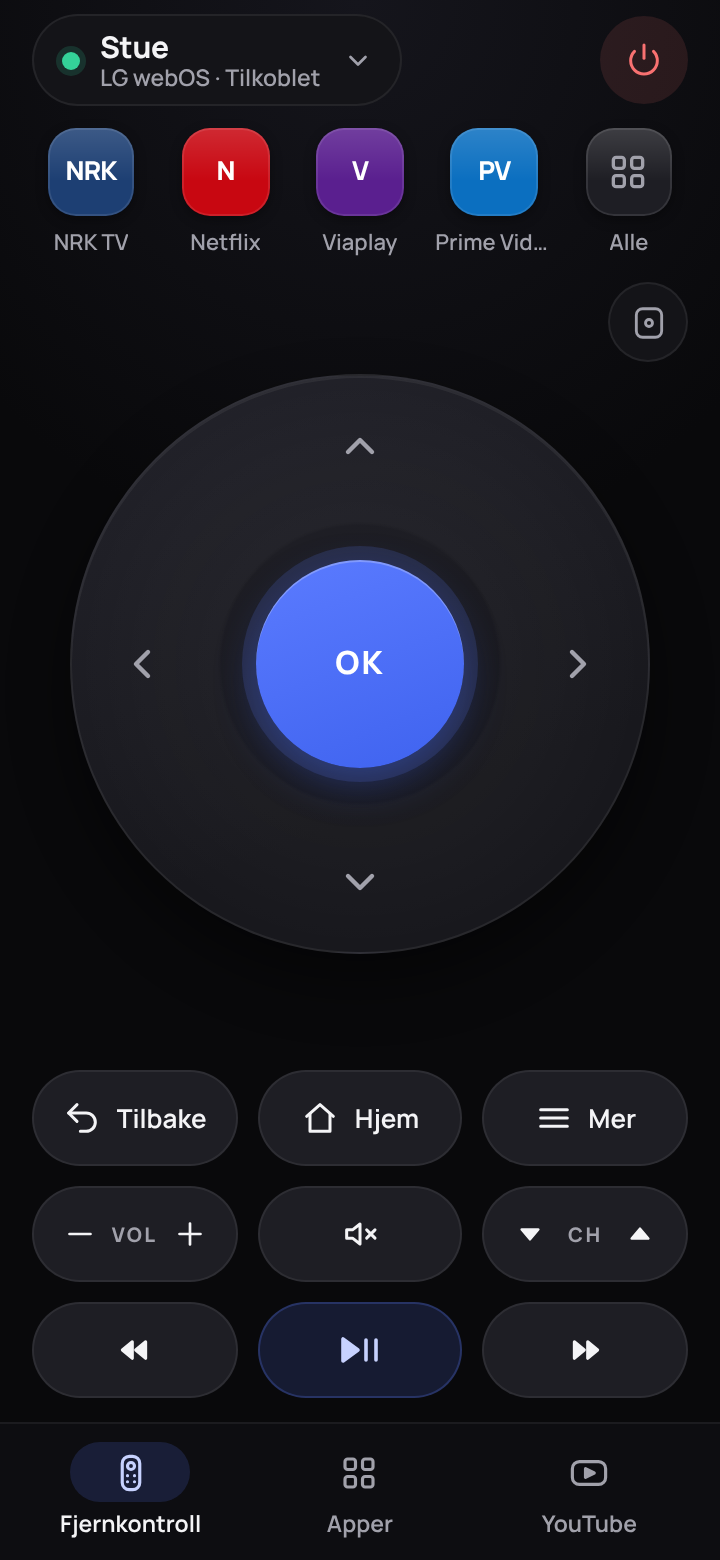 Stue
LG webOS · Tilkoblet
NRK N V PV
NRK TV Netflix Viaplay Prime Vid... Alle
OK
Tilbake Hjem Mer
VOL CH
Fjernkontroll Apper YouTube